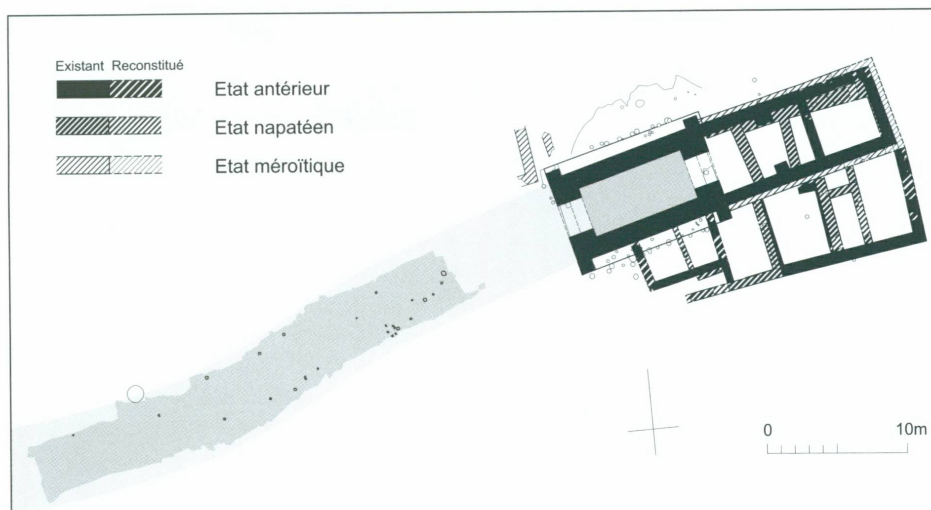 Existant Reconstitué
Etat antérieur
Etat napatéen
Etat méroïtique
0 10m